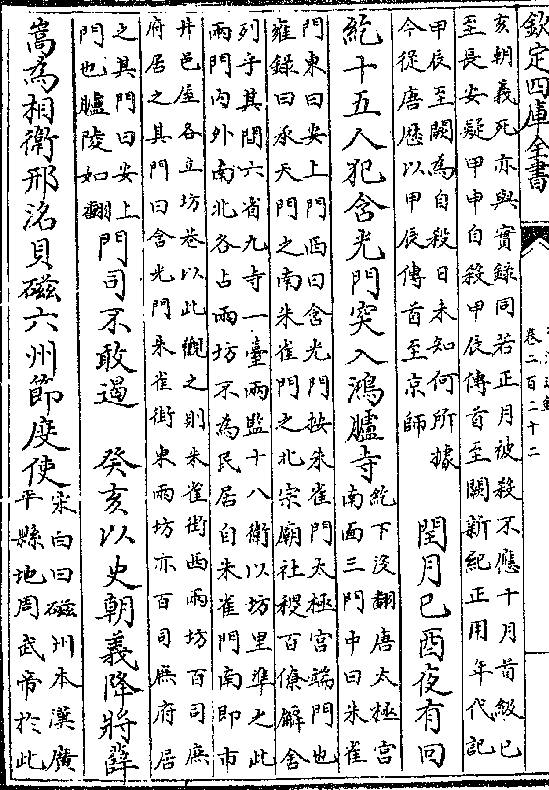 欽定四庫全書
卷二百二十二
亥朝義死亦與實録同若正月被殺不應十月首級已
至長安疑甲申自殺甲辰傳首至闕新紀正用年代記
甲辰至闕為自殺日未知何所據
今從唐歴以甲辰傳首至京師
閏月己酉夜有回
紇十五人犯含光門突入鴻臚寺
紇下没翻唐太極宮
南面三門中曰朱雀
門東曰安上門西曰含光門按朱雀門太極宮端門也
雍録曰承天門之南朱雀門之北宗廟社稷百僚廨舍
列于其間六省九寺一臺兩監十八衛以坊里準之此
兩門内外南北各占兩坊不為民居自朱雀門南即市
井邑屋各立坊巷以此觀之則朱雀街西兩坊百司庶
府居之其門曰含光門朱雀街東兩坊亦百司庶府居
之其門曰安上
門也臚陵如翻
門司不敢遏 癸亥以史朝義降將薛
嵩為相衛邢洺貝磁六州節度使
宋白曰磁州本漢廣
平縣地周武帝於此